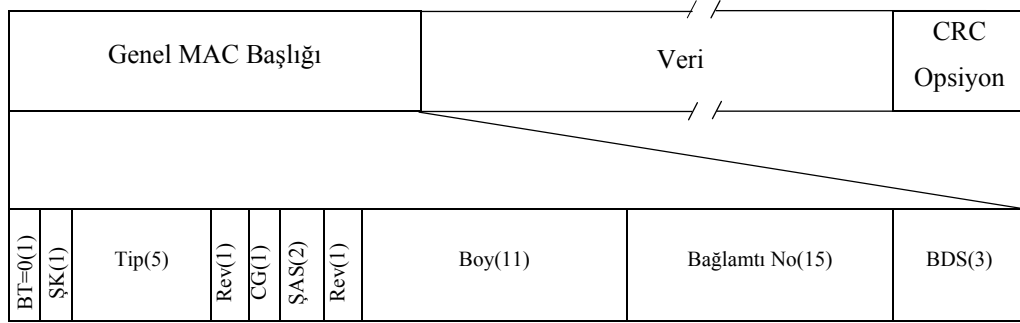 Genel MAC Başlığı
Veri
CRC
Opsiyon
BT=0(1)
ŞK(1)
Tip(5)
Rev(1)
CG(1)
ŞAS(2)
Rev(1)
Boy(11)
Bağlamtı No(15)
BDS(3)